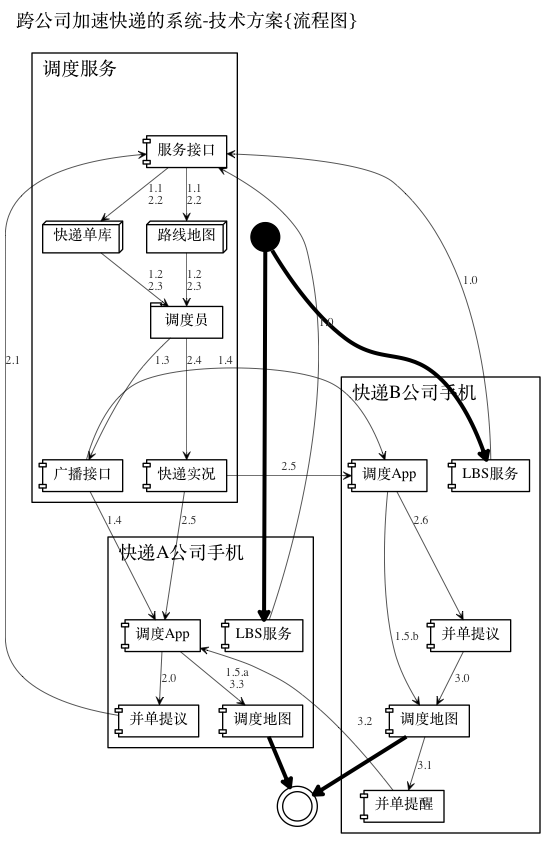 跨公司加速快递的系统-技术方案{流程图}
调度服务
服务接口
1.1
2.2
1.1
2.2
快递单库
路线地图
1.2
2.3
1.2
2.3
1.0
调度员
1.0
2.1
1.3
2.4
1.4
快递B公司手机
广播接口
快递实况
2.5
调度App
LBS服务
1.4
2.5
2.6
快递A公司手机
调度App
LBS服务
1.5.b
并单提议
2.0
1.5.a
3.3
3.0
并单提议
调度地图
3.2
调度地图
3.1
并单提醒